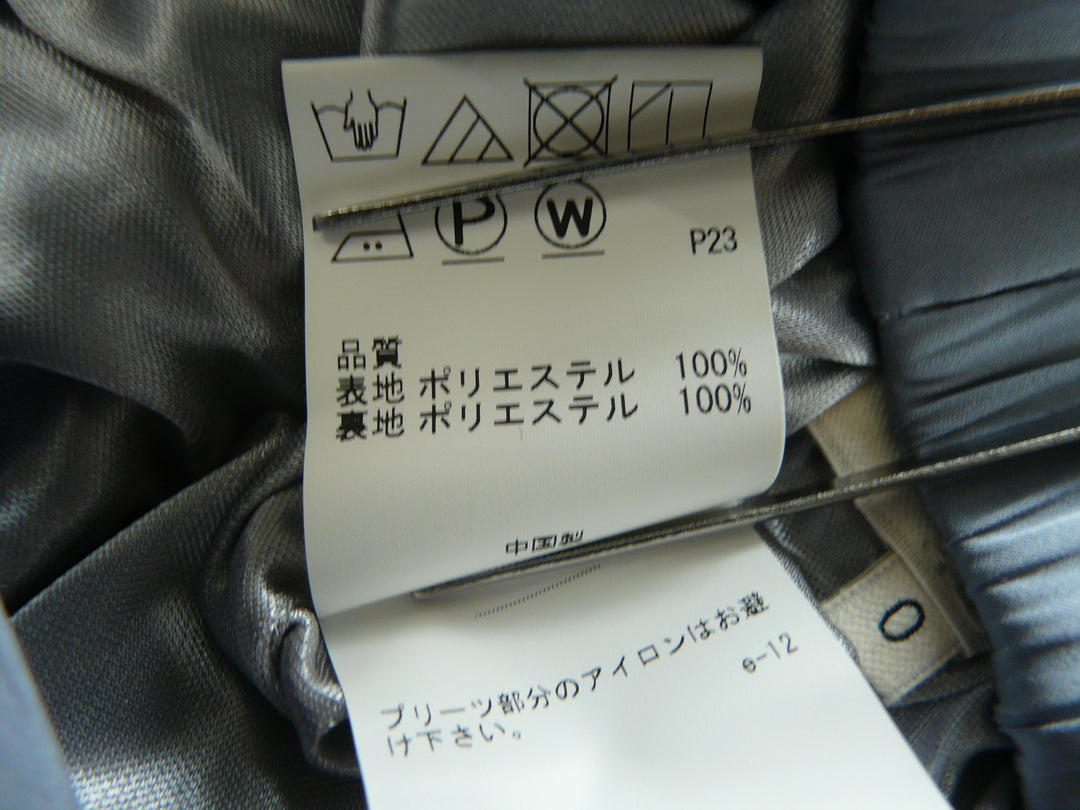 P W
P23
品質
表地 ポリエステル 100%
裏地 ポリエステル 100%
中国製
0
プリーツ部分のアイロンはお避
け下さい。
e-12